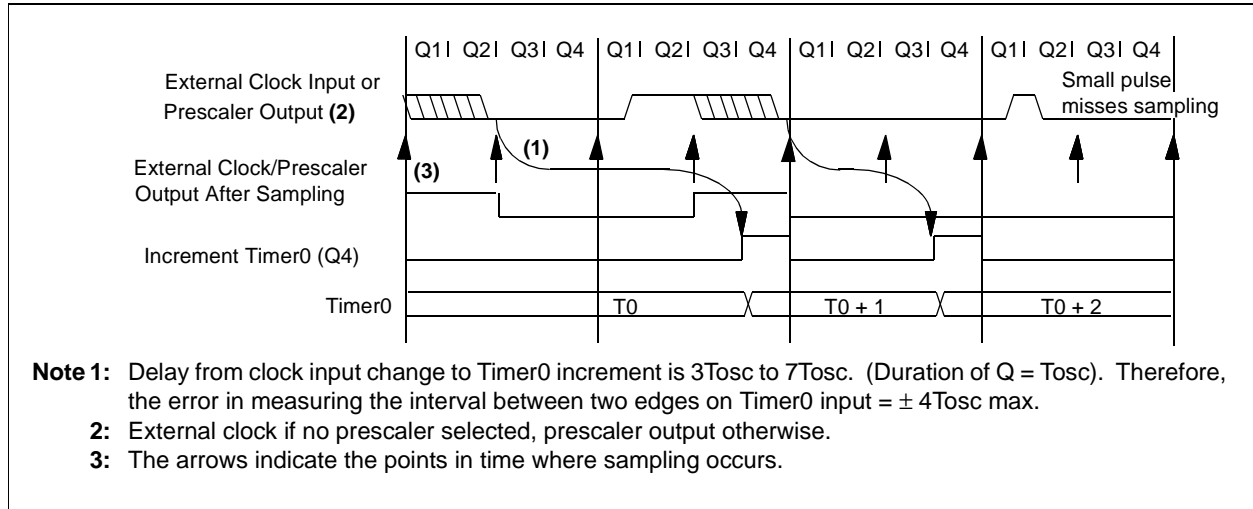 Q1| Q2| Q3| Q4 Q1| Q2| Q3| Q4 Q1| Q2| Q3| Q4 Q1| Q2| Q3| Q4
External Clock Input or
Prescaler Output (2)
Small pulse
misses sampling
(1)
(3)
External Clock/Prescaler
Output After Sampling
Increment Timer0 (Q4)
Timer0 T0 T0 + 1 T0 + 2
Note 1: Delay from clock input change to Timer0 increment is 3Tosc to 7Tosc. (Duration of Q = Tosc). Therefore,
the error in measuring the interval between two edges on Timer0 input = ± 4Tosc max.
2: External clock if no prescaler selected, prescaler output otherwise.
3: The arrows indicate the points in time where sampling occurs.